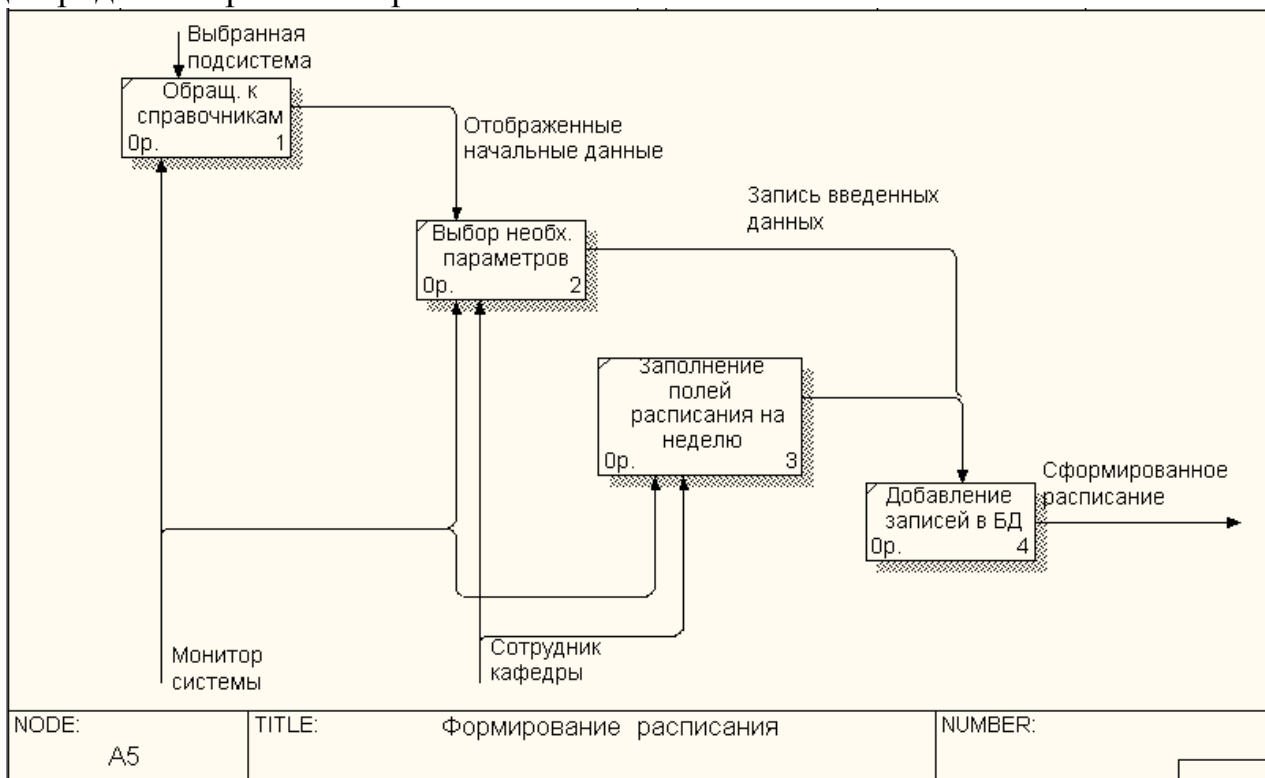 Выбранная
подсистема
Обращ. к
справочникам
0р. 1
Отображенные
начальные данные
Запись введенных
данных
Выбор необх.
параметров
0р. 2
Заполнение
полей
расписания на
неделю
0р. 3
Сформированное
расписание
Добавление
записей в БД
0р. 4
Монитор
системы
Сотрудник
кафедры
NODE: TITLE: Формирование расписания NUMBER:
A5